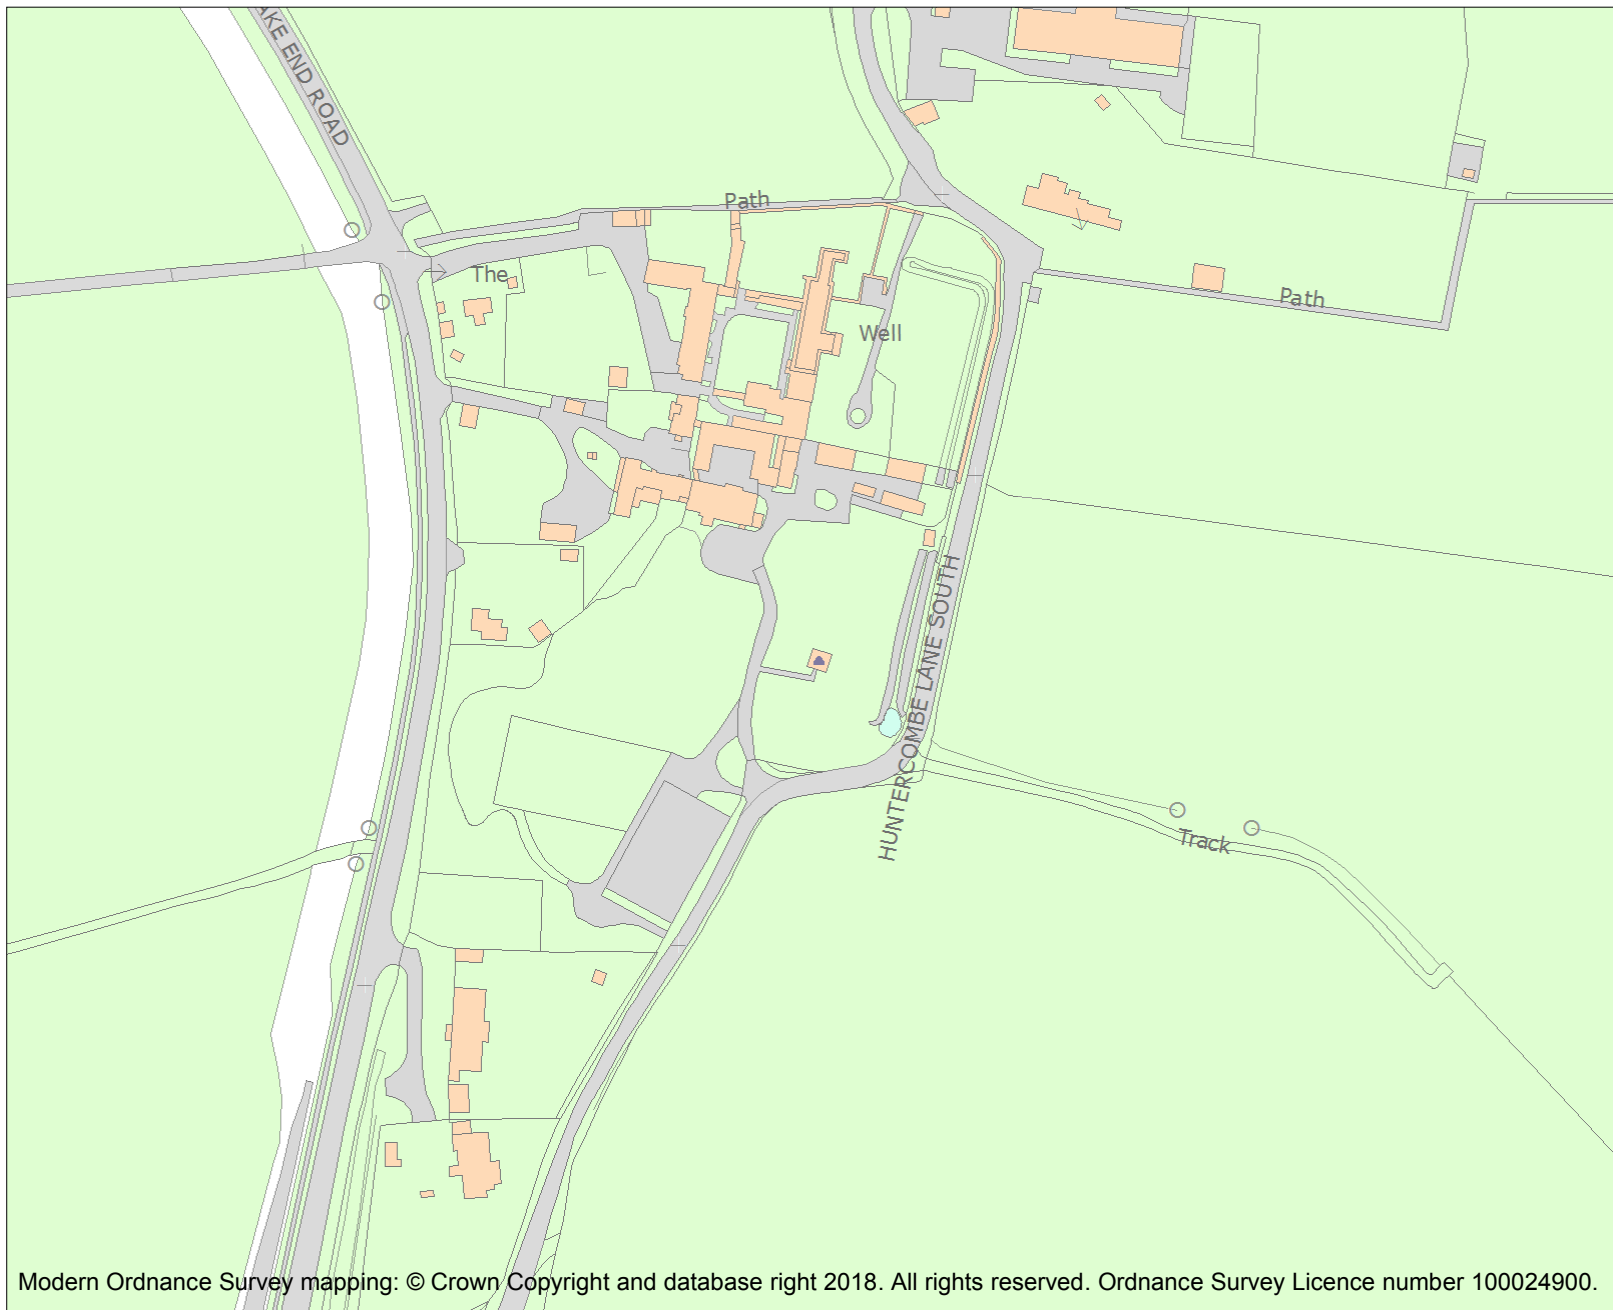 AKE END ROAD
Path
The
Path
Well
HUNTERCOMBE LANE SOUTH
Track
Modern Ordnance Survey mapping: © Crown Copyright and database right 2018. All rights reserved. Ordnance Survey Licence number 100024900.